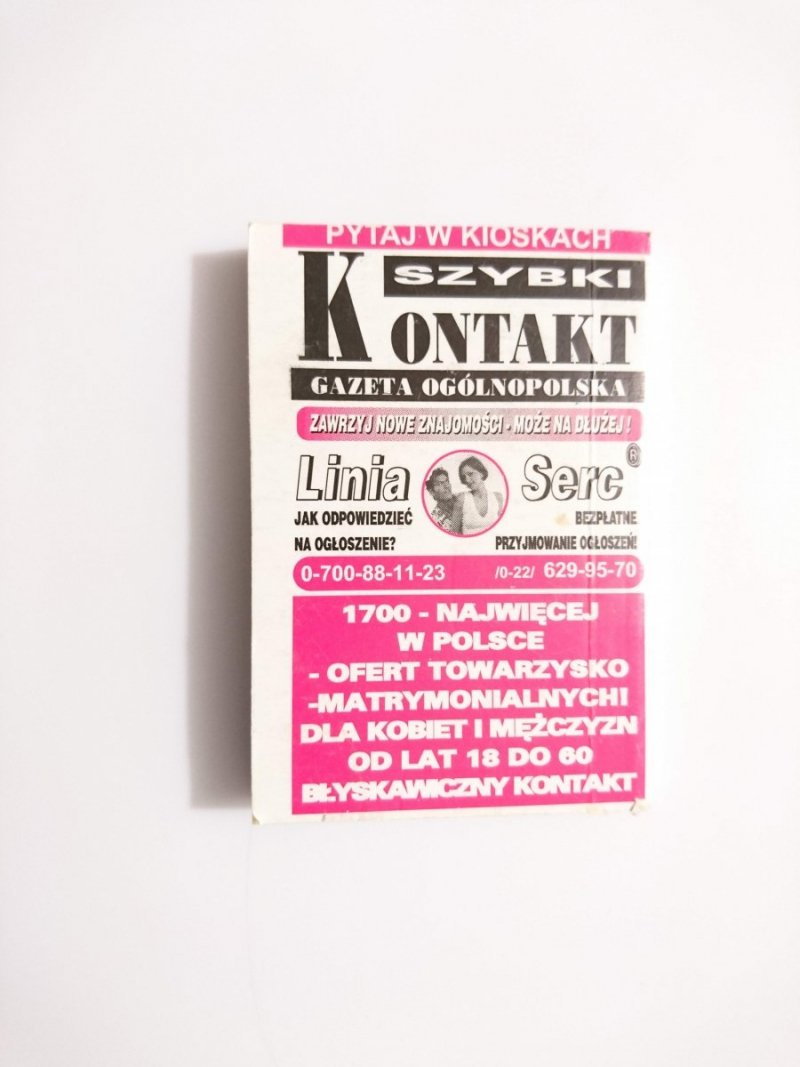 PYTAJ W KIOSKACH
SZYBKI
KONTAKT
GAZETA OGÓLNOPOLSKA
ZAWRZYJ NOWE ZNAJOMOŚCI - MOŻE NA DŁUŻEJ !
Linia Serc ®
JAK ODPOWIEDZIEĆ
NA OGŁOSZENIE?
BEZPŁATNE
PRZYJMOWANIE OGŁOSZEŃ!
0-700-88-11-23 /0-22/ 629-95-70
1700 - NAJWIĘCEJ
W POLSCE
- OFERT TOWARZYSKO
-MATRYMONIALNYCH!
DLA KOBIET I MĘŻCZYZN
OD LAT 18 DO 60
BŁYSKAWICZNY KONTAKT